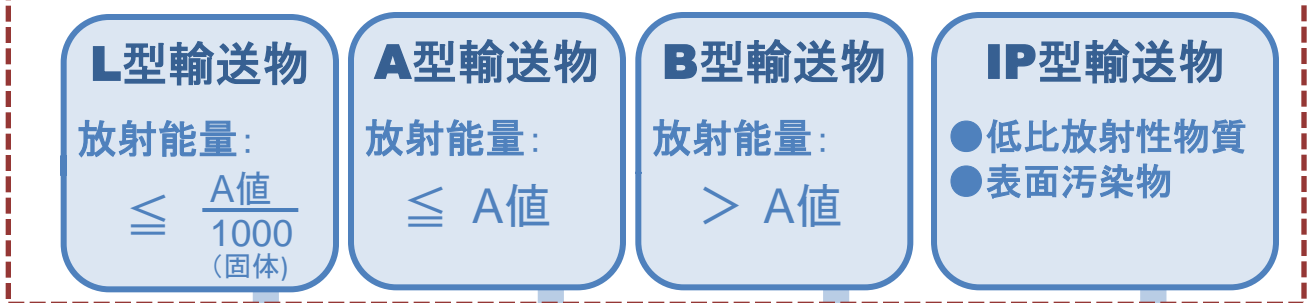 L型輸送物
放射能量:
≦ A値
1000
(固体)
A型輸送物
放射能量:
≦ A値
B型輸送物
放射能量:
＞ A値
IP型輸送物
●低比放射性物質
●表面汚染物